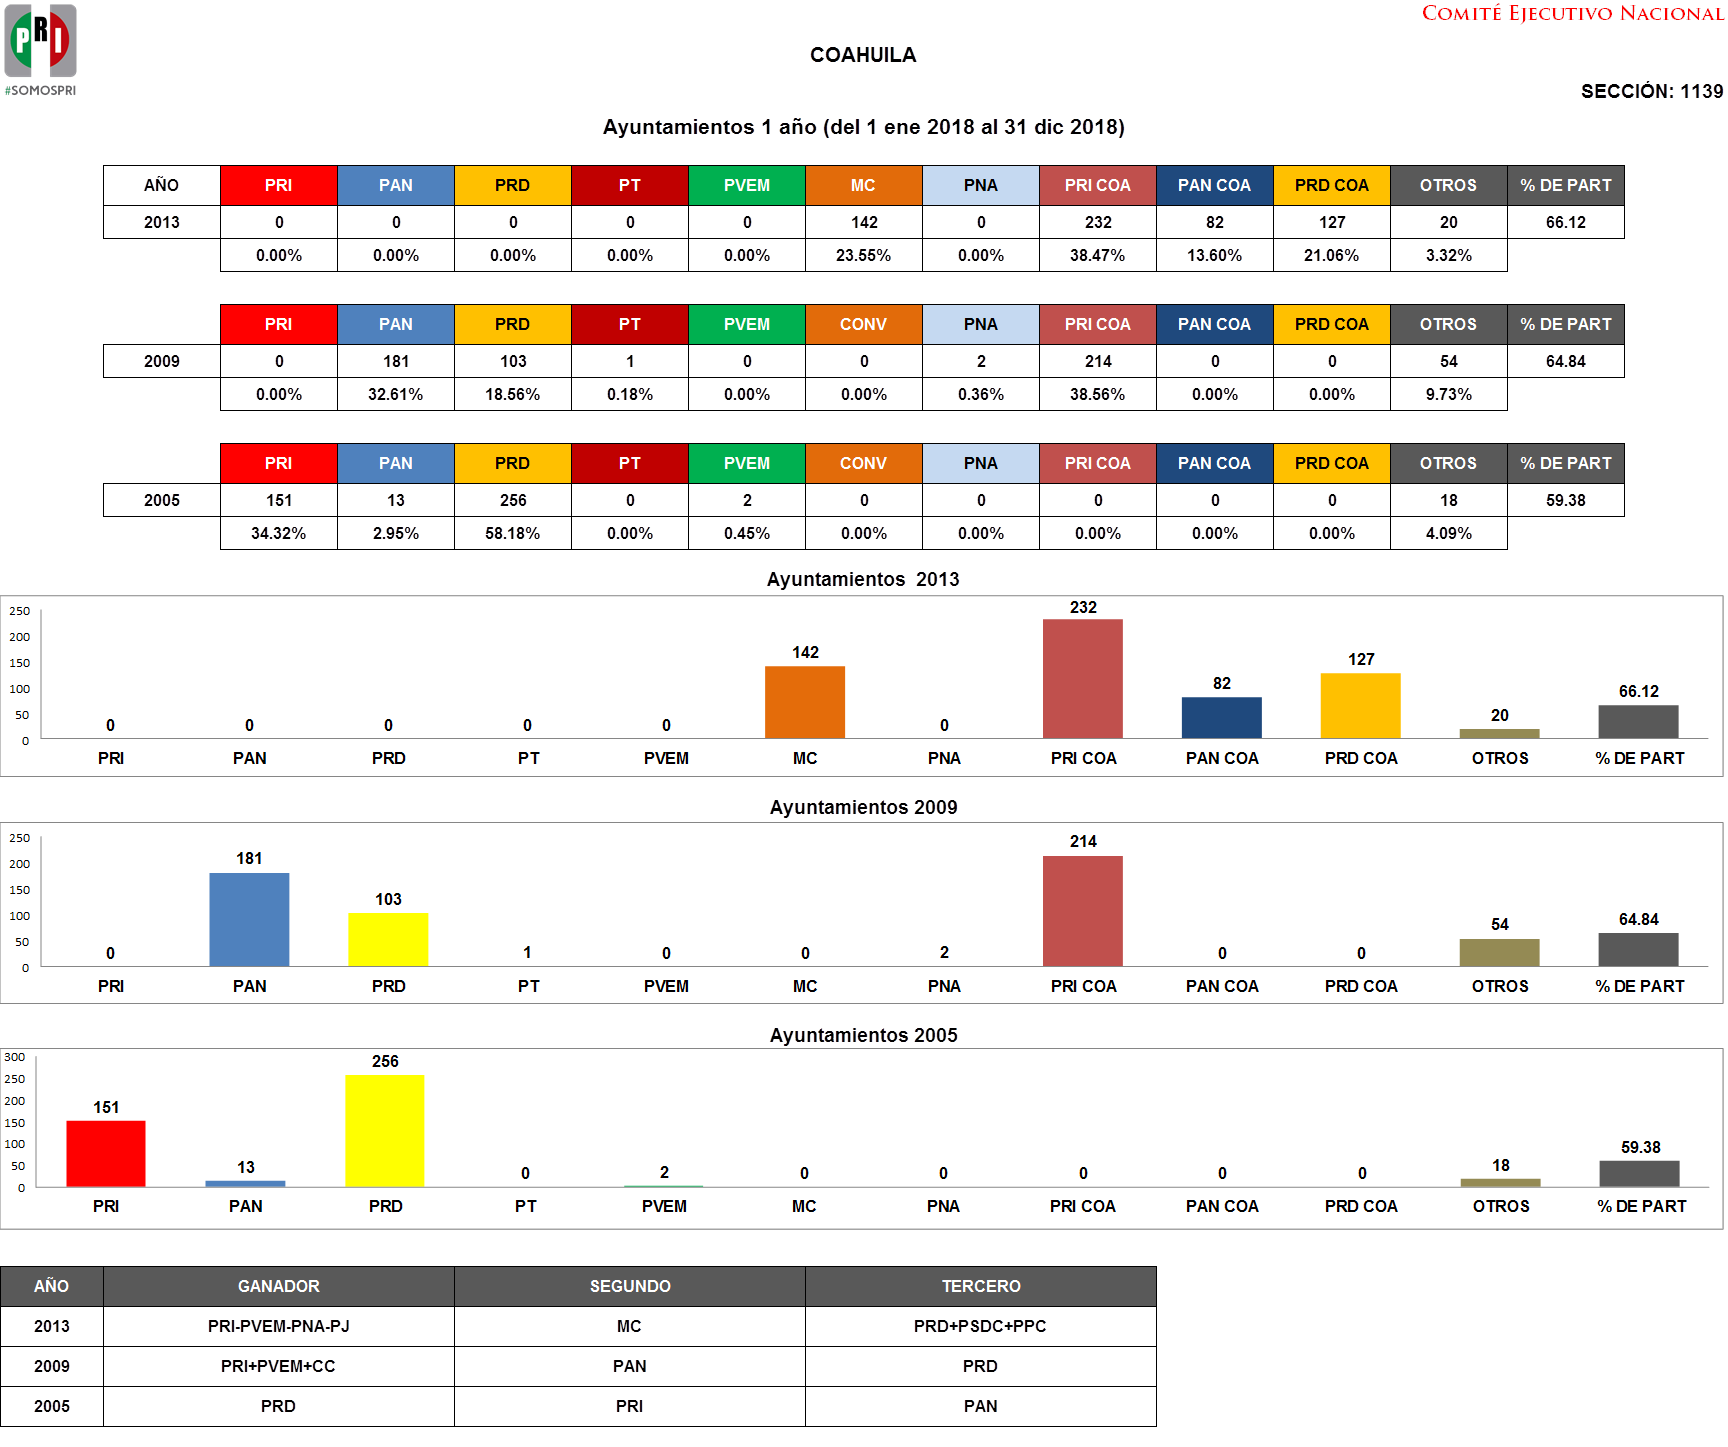 PRI
#SOMOSPRI
COMITÉ EJECUTIVO NACIONAL
COAHUILA
SECCIÓN: 1139
Ayuntamientos 1 año (del 1 ene 2018 al 31 dic 2018)
AÑO PRI PAN PRD PT PVEM MC PNA PRI COA PAN COA PRD COA OTROS % DE PART
2013 0 0 0 0 0 142 0 232 82 127 20 66.12
0.00% 0.00% 0.00% 0.00% 0.00% 23.55% 0.00% 38.47% 13.60% 21.06% 3.32%
PRI PAN PRD PT PVEM CONV PNA PRI COA PAN COA PRD COA OTROS % DE PART
2009 0 181 103 1 0 0 2 214 0 0 54 64.84
0.00% 32.61% 18.56% 0.18% 0.00% 0.00% 0.36% 38.56% 0.00% 0.00% 9.73%
PRI PAN PRD PT PVEM CONV PNA PRI COA PAN COA PRD COA OTROS % DE PART
2005 151 13 256 0 2 0 0 0 0 0 18 59.38
34.32% 2.95% 58.18% 0.00% 0.45% 0.00% 0.00% 0.00% 0.00% 0.00% 4.09%
Ayuntamientos 2013
250
200
150
100
50
0
0 0 0 0 0 142 0 232 82 127 20 66.12
PRI PAN PRD PT PVEM MC PNA PRI COA PAN COA PRD COA OTROS % DE PART
Ayuntamientos 2009
250
200
150
100
50
0
0 181 103 1 0 0 2 214 0 0 54 64.84
PRI PAN PRD PT PVEM MC PNA PRI COA PAN COA PRD COA OTROS % DE PART
Ayuntamientos 2005
300
250
200
150
100
50
0
151 13 256 0 2 0 0 0 0 0 18 59.38
PRI PAN PRD PT PVEM MC PNA PRI COA PAN COA PRD COA OTROS % DE PART
AÑO GANADOR SEGUNDO TERCERO
2013 PRI-PVEM-PNA-PJ MC PRD+PSDC+PPC
2009 PRI+PVEM+CC PAN PRD
2005 PRD PRI PAN